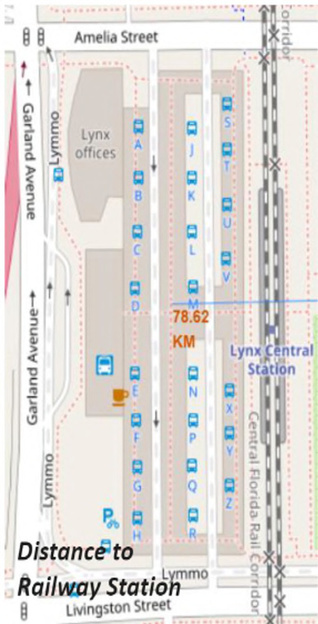 Amelia Street
Corridor
Garland Avenue
Lymmo
Lynx
offices
A
J
S
B
K
T
C
L
U
D
M
V
78.62
KM
Lynx Central
Station
Garland Avenue
E
N
X
F
P
Y
G
Q
Z
H
R
Central Florida Rail Corridor
Lymmo
P
Distance to
Railway Station
Lymmo
Livingston Street